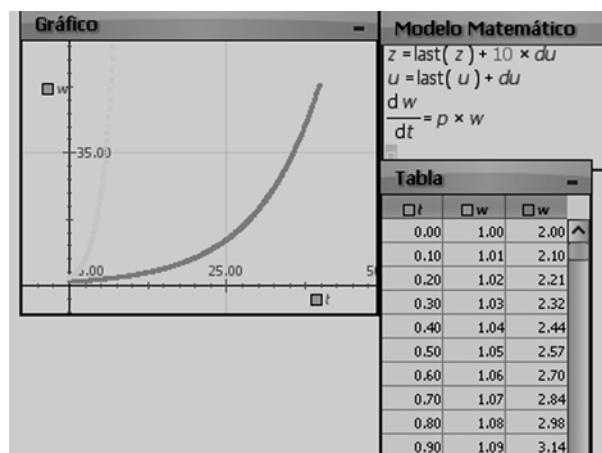 Gráfico
w
35.00
25.00
t
Modelo Matemático
z = last( z ) + 10 × du
u = last( u ) + du
dw
dt = p × w
Tabla
t w w
0.00 1.00 2.00
0.10 1.01 2.10
0.20 1.02 2.21
0.30 1.03 2.32
0.40 1.04 2.44
0.50 1.05 2.57
0.60 1.06 2.70
0.70 1.07 2.84
0.80 1.08 2.98
0.90 1.09 3.14